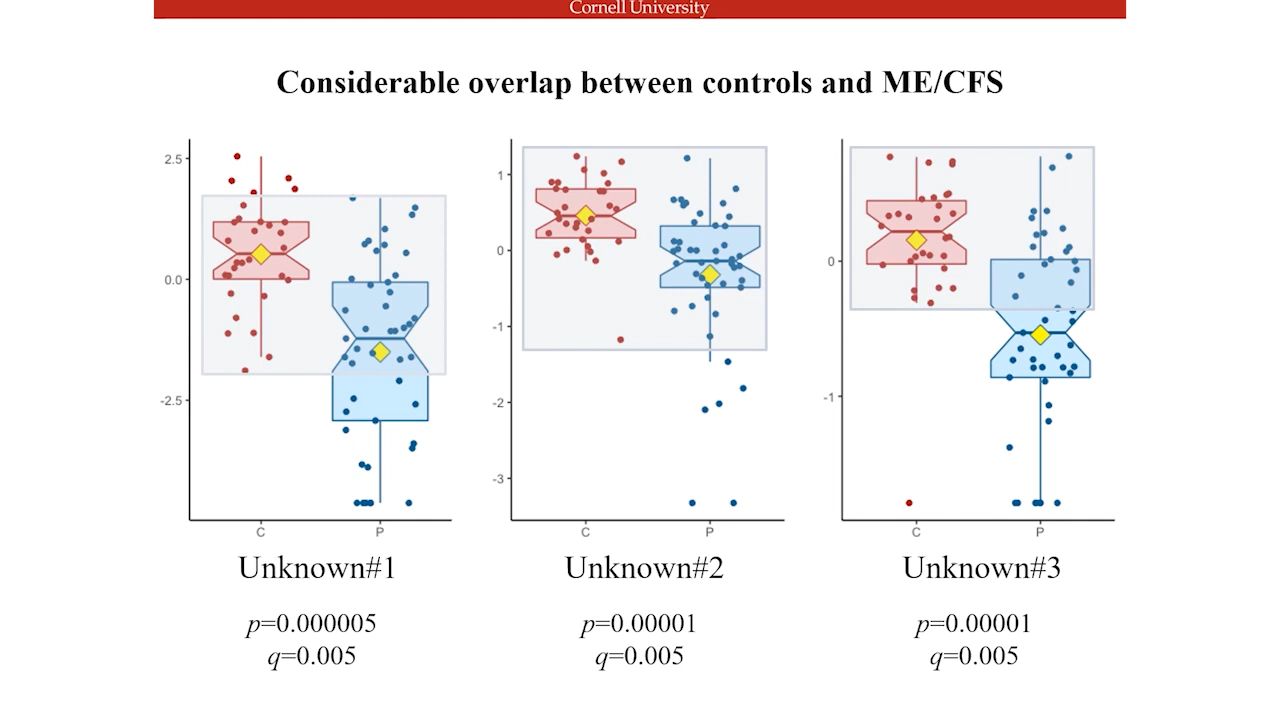 Cornell University
Considerable overlap between controls and ME/CFS
2.5
0.0
-2.5
C
P
1
0
-1
-2
-3
C
P
0
-1
C
P
Unknown#1
Unknown#2
Unknown#3
p=0.000005
p=0.00001
p=0.00001
q=0.005
q=0.005
q=0.005